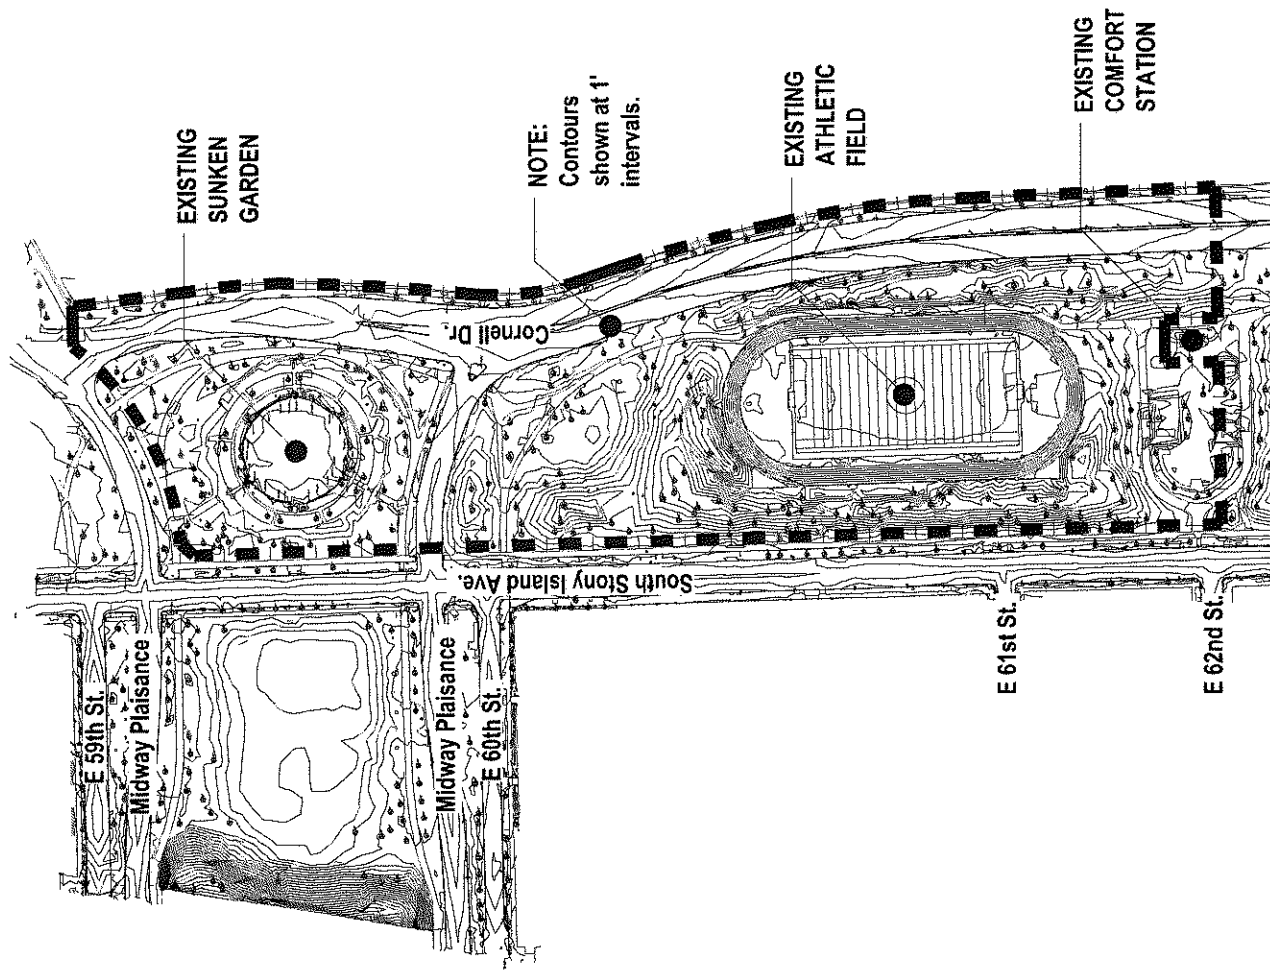 EXISTING
SUNKEN
GARDEN
NOTE:
Contours
shown at 1'
intervals.
EXISTING
ATHLETIC
FIELD
EXISTING
COMFORT
STATION
Cornell Dr.
South Stony Island Ave.
E 59th St.
Midway Plaisance
Midway Plaisance
E 60th St.
E 61st St.
E 62nd St.